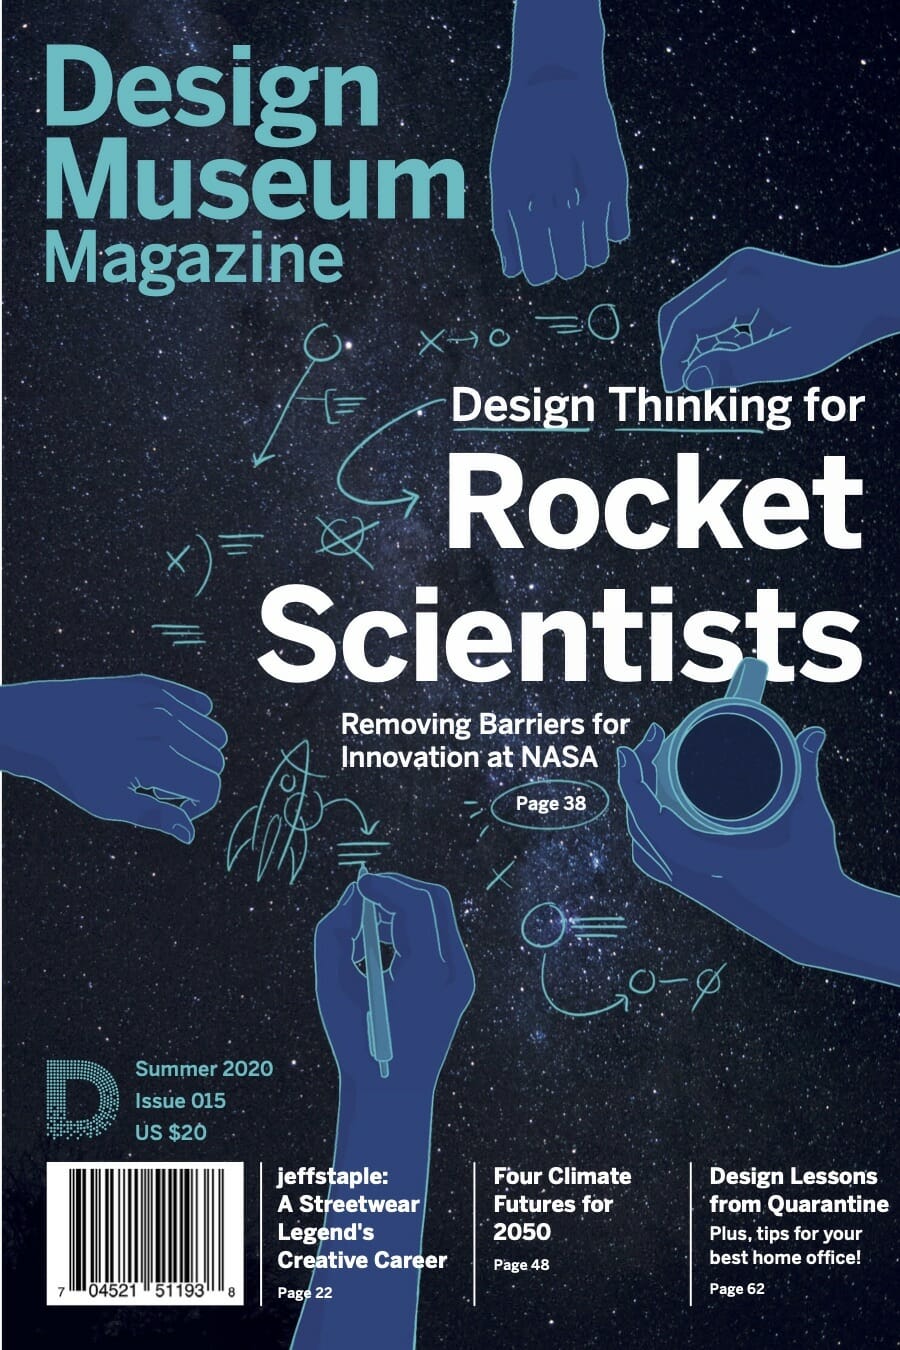 Design
Museum
Magazine
x→o
=O
Design Thinking for
Rocket
Scientists
x)
Removing Barriers for
Innovation at NASA
Page 38
x
Summer 2020
Issue 015
US $20
jeffstaple:
A Streetwear
Legend's
Creative Career
Page 22
Four Climate
Futures for
2050
Page 48
Design Lessons
from Quarantine
Plus, tips for your
best home office!
Page 62
7 04521 51193 8